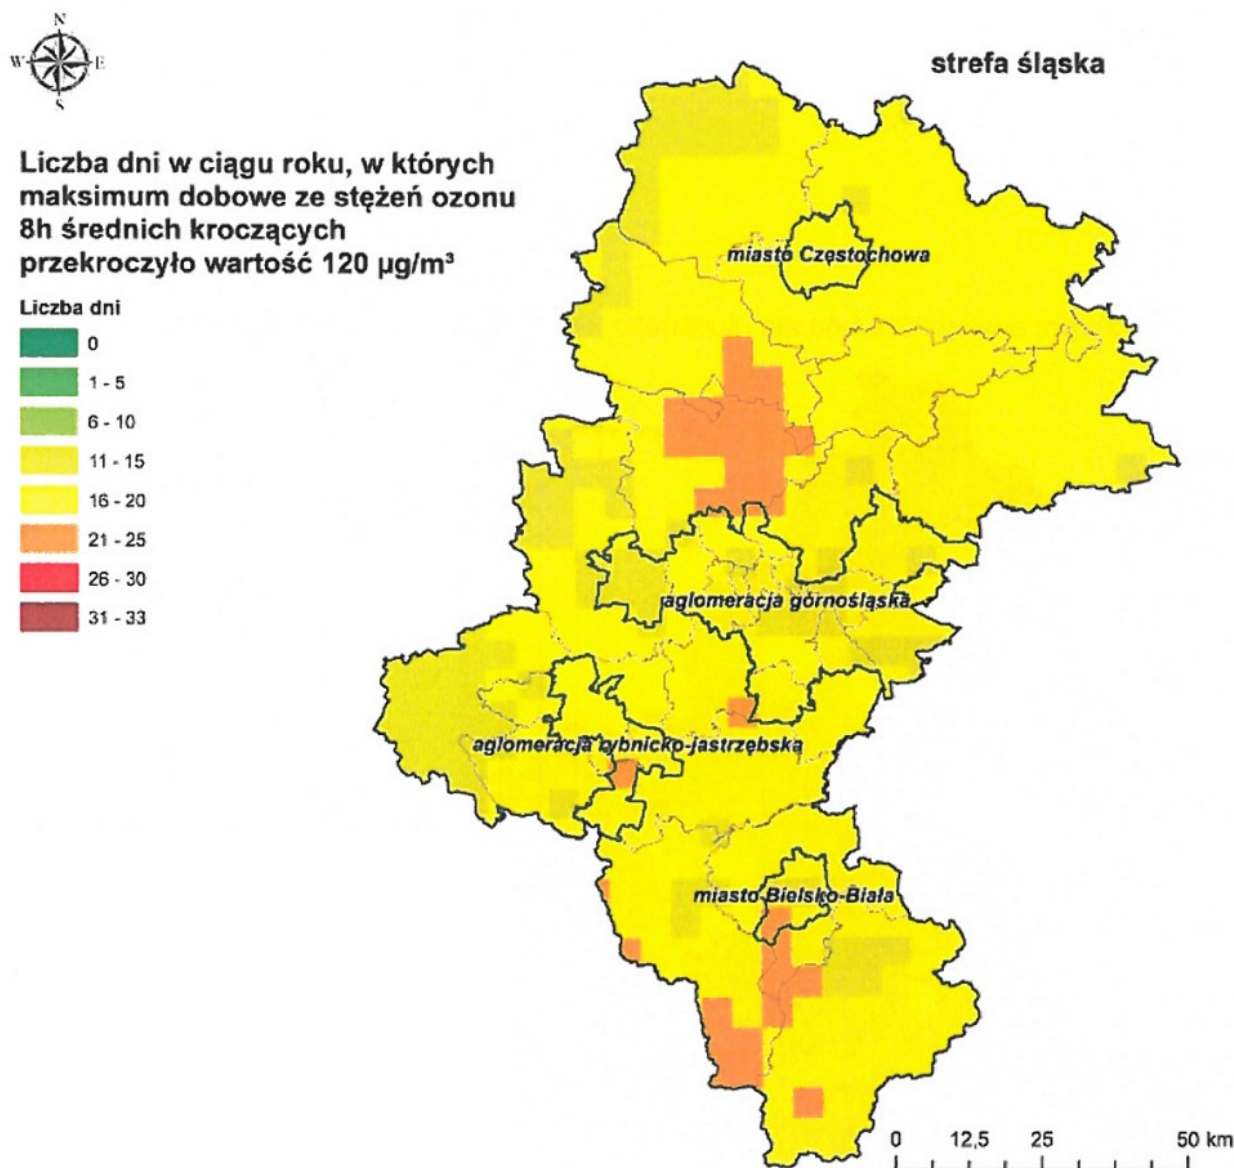 N
W E
S
strefa śląska
Liczba dni w ciągu roku, w których
maksimum dobowe ze stężeń ozonu
8h średnich kroczących
przekroczyło wartość 120 µg/m³
Liczba dni
0
1 - 5
6 - 10
11 - 15
16 - 20
21 - 25
26 - 30
31 - 33
miasto Częstochowa
aglomeracja górnośląska
aglomeracja rybnicko-jastrzębska
miasto Bielsko-Biała
0 12,5 25 50 km